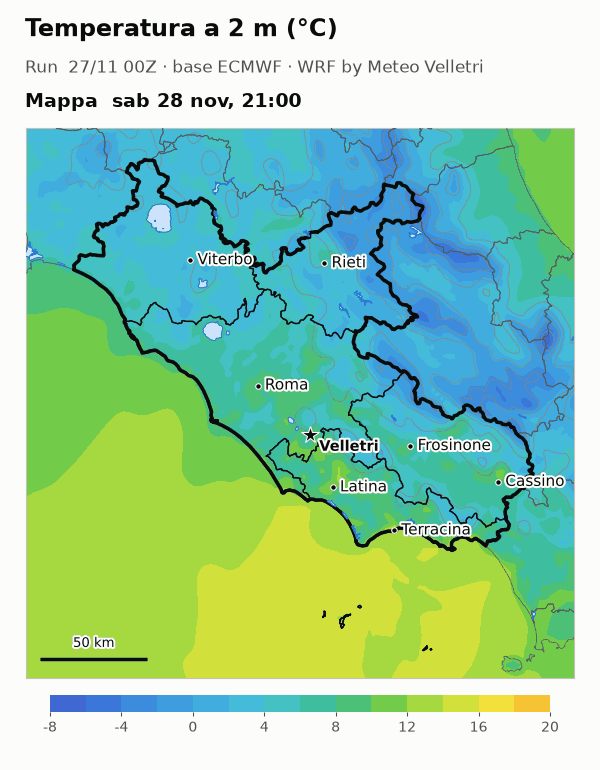 Temperatura a 2 m (°C)
Run  27/11 00Z · base ECMWF · WRF by Meteo Velletri
Mappa  sab 28 nov, 21:00
Viterbo
Rieti
Roma
Velletri
Frosinone
Cassino
Latina
Terracina
50 km
-8 -4 0 4 8 12 16 20